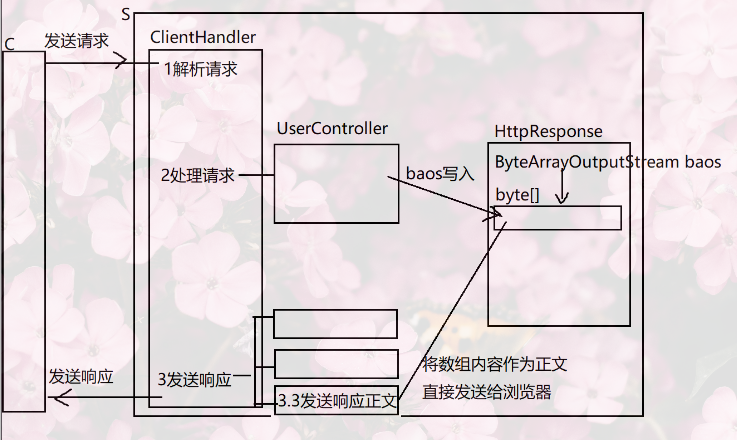 S
C
发送请求
ClientHandler
1解析请求
UserController
HttpResponse
ByteArrayOutputStream baos
2处理请求
baos写入
byte[]
将数组内容作为正文
直接发送给浏览器
发送响应
3发送响应
3.3发送响应正文